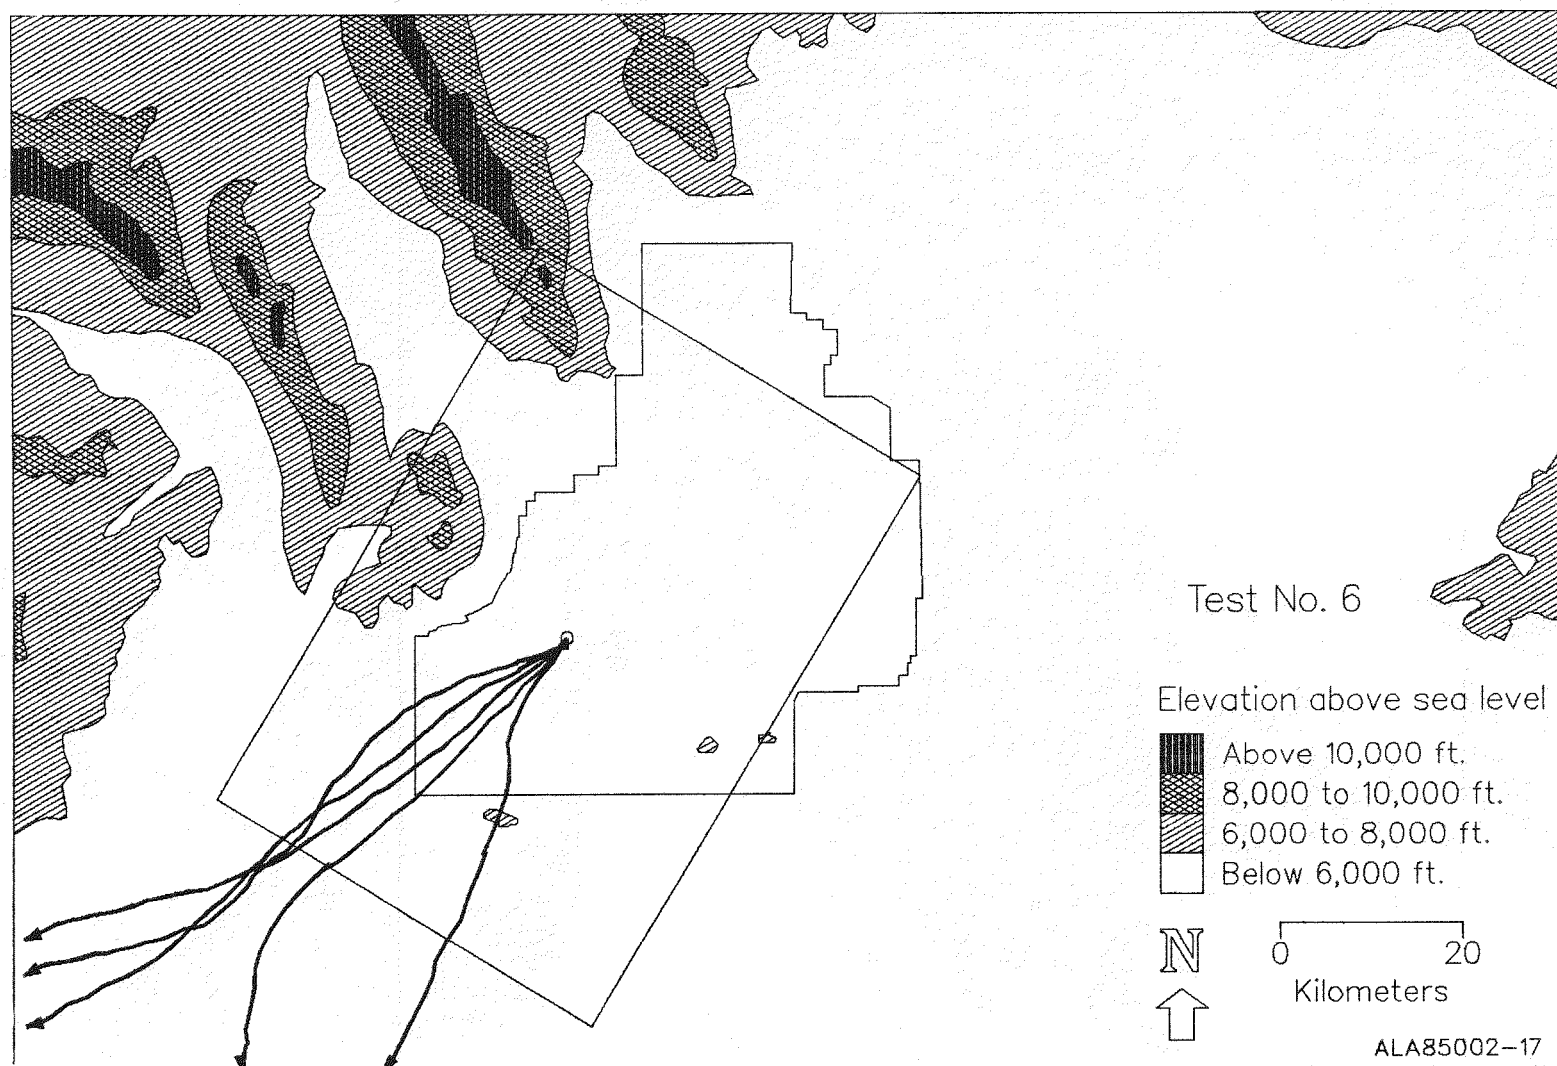 Test No. 6
Elevation above sea level
Above 10,000 ft.
8,000 to 10,000 ft.
6,000 to 8,000 ft.
Below 6,000 ft.
N
0 20
Kilometers
ALA85002-17